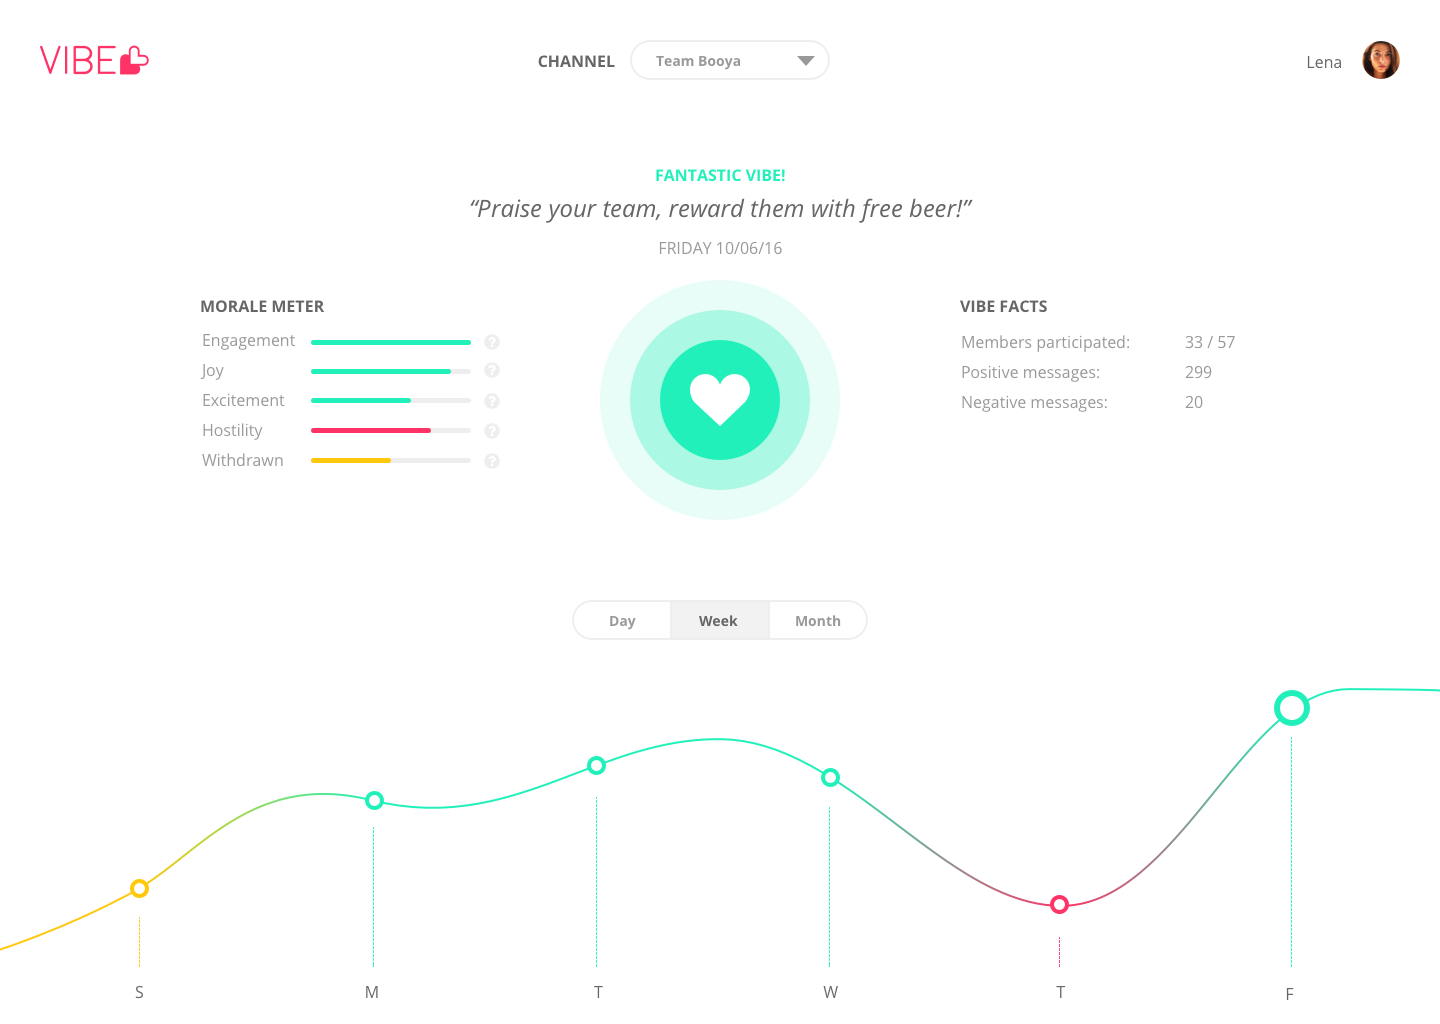 VIBE
CHANNEL
Team Booya
Lena
FANTASTIC VIBE!
“Praise your team, reward them with free beer!”
FRIDAY 10/06/16
MORALE METER
Engagement ?
Joy ?
Excitement ?
Hostility ?
Withdrawn ?
VIBE FACTS
Members participated: 33 / 57
Positive messages: 299
Negative messages: 20
Day Week Month
S M T W T F